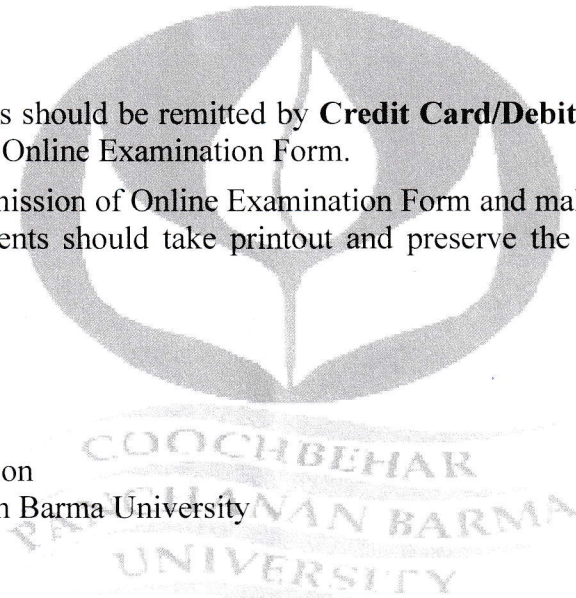 s should be remitted by Credit Card/Debit
Online Examination Form.
mission of Online Examination Form and mal
ents should take printout and preserve the
on
n Barma University
COOCHBEHAR
PANCHANAN BARMA
UNIVERSITY